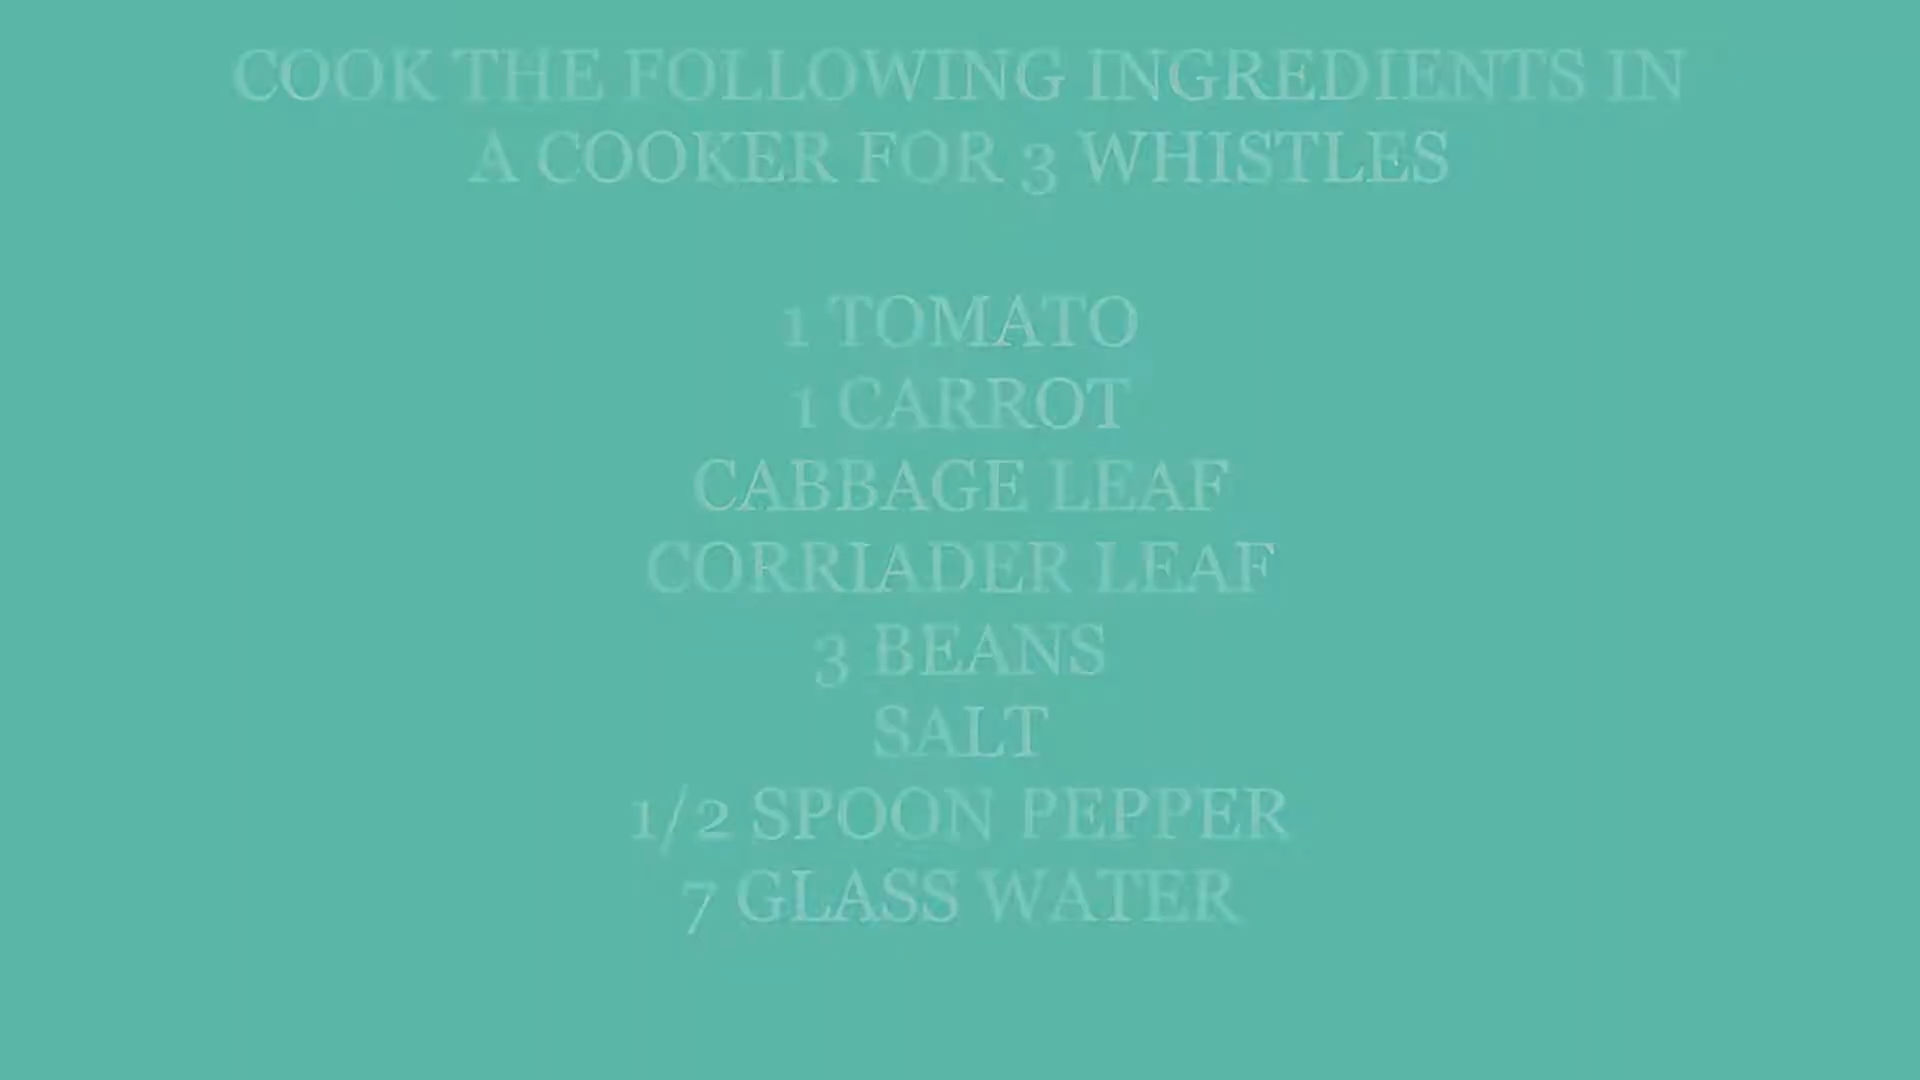 COOK THE FOLLOWING INGREDIENTS IN
A COOKER FOR 3 WHISTLES
1 TOMATO
1 CARROT
CABBAGE LEAF
CORRIADER LEAF
3 BEANS
SALT
1/2 SPOON PEPPER
7 GLASS WATER